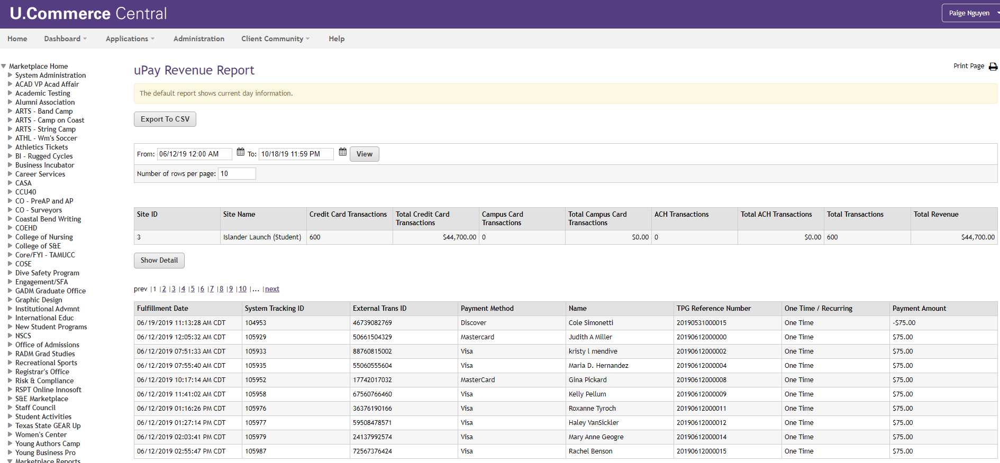 U.Commerce Central
Paige Nguyen
Home Dashboard Applications Administration Client Community Help
Marketplace Home
System Administration
ACAD VP Acad Affair
Academic Testing
Alumni Association
ARTS - Band Camp
ARTS - Camp on Coast
ARTS - String Camp
ATHL - Wm's Soccer
Athletics Tickets
BI - Rugged Cycles
Business Incubator
Career Services
CASA
CCU40
CO - PreAP and AP
CO - Surveyors
Coastal Bend Writing
COEHD
College of Nursing
College of S&E
Core/FYI - TAMUCC
COSE
Dive Safety Program
Engagement/SFA
GADM Graduate Office
Graphic Design
Institutional Advmnt
International Educ
New Student Programs
NSCS
Office of Admissions
RADM Grad Studies
Recreational Sports
Registrar's Office
Risk & Compliance
RSPT Online Innosoft
S&E Marketplace
Staff Council
Student Activities
Texas State GEAR Up
Women's Center
Young Authors Camp
Young Business Pro
Marketplace Reports
uPay Revenue Report
Print Page
The default report shows current day information.
Export To CSV
From: 06/12/19 12:00 AM To: 10/18/19 11:59 PM View
Number of rows per page: 10
Site ID Site Name Credit Card Transactions Total Credit Card Transactions Campus Card Transactions Total Campus Card Transactions ACH Transactions Total ACH Transactions Total Transactions Total Revenue
3 Islander Launch (Student) 600 $44,700.00 0 $0.00 0 $0.00 600 $44,700.00
Show Detail
prev |1 |2 |3 |4 |5 |6 |7 |8 |9 |10 |... |next
Fulfillment Date System Tracking ID External Trans ID Payment Method Name TPG Reference Number One Time / Recurring Payment Amount
06/19/2019 11:13:28 AM CDT 104953 46739082769 Discover Cole Simonetti 20190531000015 One Time -$75.00
06/12/2019 12:05:32 AM CDT 105929 50661504329 Mastercard Judith A Miller 20190612000000 One Time $75.00
06/12/2019 07:51:33 AM CDT 105933 88760815002 Visa kristy l mendive 20190612000002 One Time $75.00
06/12/2019 07:55:40 AM CDT 105935 55060555604 Visa Maria D. Hernandez 20190612000004 One Time $75.00
06/12/2019 10:17:14 AM CDT 105952 17742017032 MasterCard Gina Pickard 20190612000008 One Time $75.00
06/12/2019 11:41:02 AM CDT 105958 67560766460 Visa Kelly Pellum 20190612000009 One Time $75.00
06/12/2019 01:16:26 PM CDT 105976 36376190166 Visa Roxanne Tyroch 20190612000011 One Time $75.00
06/12/2019 01:27:14 PM CDT 105977 59508478571 Visa Haley VanSickler 20190612000012 One Time $75.00
06/12/2019 02:03:41 PM CDT 105979 24137992574 Visa Mary Anne Geogre 20190612000014 One Time $75.00
06/12/2019 02:55:47 PM CDT 105987 72567376424 Visa Rachel Benson 20190612000015 One Time $75.00